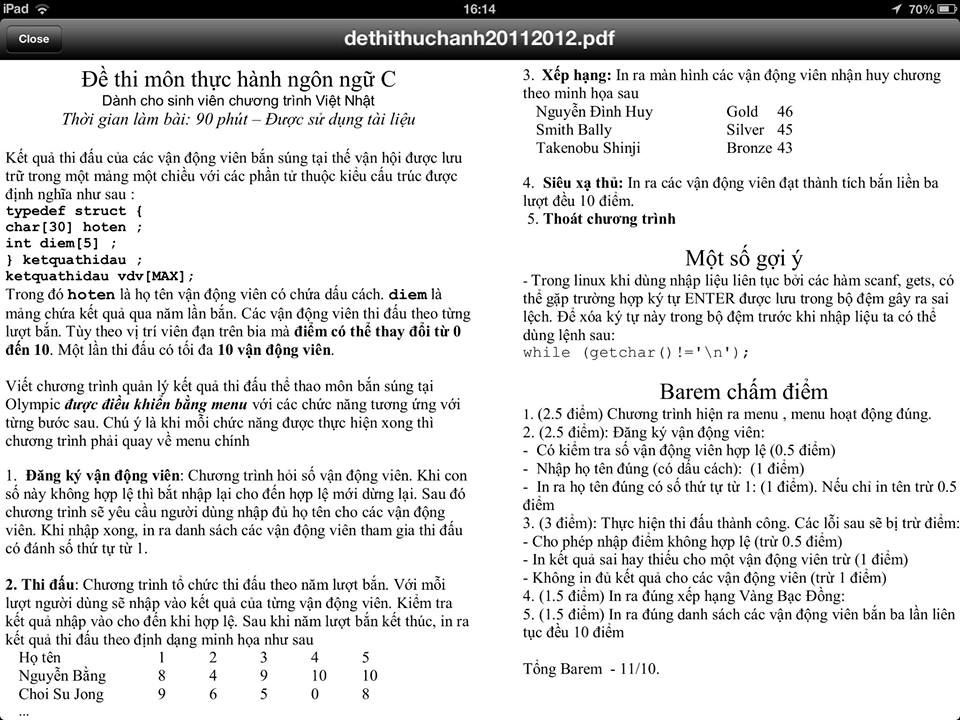 iPad
16:14
70%
Close
dethithuchanh20112012.pdf
Đề thi môn thực hành ngôn ngữ C
Dành cho sinh viên chương trình Việt Nhật
Thời gian làm bài: 90 phút – Được sử dụng tài liệu
Kết quả thi đấu của các vận động viên bắn súng tại thế vận hội được lưu
trữ trong một mảng một chiều với các phần tử thuộc kiểu cấu trúc được
định nghĩa như sau :
typedef struct {
char[30] hoten ;
int diem[5] ;
} ketquathidau ;
ketquathidau vdv[MAX];
Trong đó hoten là họ tên vận động viên có chứa dấu cách. diem là
mảng chứa kết quả qua năm lần bắn. Các vận động viên thi đấu theo từng
lượt bắn. Tùy theo vị trí viên đạn trên bia mà điểm có thể thay đổi từ 0
đến 10. Một lần thi đấu có tối đa 10 vận động viên.
Viết chương trình quản lý kết quả thi đấu thể thao môn bắn súng tại
Olympic được điều khiển bằng menu với các chức năng tương ứng với
từng bước sau. Chú ý là khi mỗi chức năng được thực hiện xong thì
chương trình phải quay về menu chính
1. Đăng ký vận động viên: Chương trình hỏi số vận động viên. Khi con
số này không hợp lệ thì bắt nhập lại cho đến hợp lệ mới dừng lại. Sau đó
chương trình sẽ yêu cầu người dùng nhập đủ họ tên cho các vận động
viên. Khi nhập xong, in ra danh sách các vận động viên tham gia thi đấu
có đánh số thứ tự từ 1.
2. Thi đấu: Chương trình tổ chức thi đấu theo năm lượt bắn. Với mỗi
lượt người dùng sẽ nhập vào kết quả của từng vận động viên. Kiểm tra
kết quả nhập vào cho đến khi hợp lệ. Sau khi năm lượt bắn kết thúc, in ra
kết quả thi đấu theo định dạng minh họa như sau
Họ tên 1 2 3 4 5
Nguyễn Bằng 8 4 9 10 10
Choi Su Jong 9 6 5 0 8
...
3. Xếp hạng: In ra màn hình các vận động viên nhận huy chương
theo minh họa sau
Nguyễn Đình Huy Gold 46
Smith Bally Silver 45
Takenobu Shinji Bronze 43
4. Siêu xạ thủ: In ra các vận động viên đạt thành tích bắn liền ba
lượt đều 10 điểm.
5. Thoát chương trình
Một số gợi ý
- Trong linux khi dùng nhập liệu liên tục bởi các hàm scanf, gets, có
thể gặp trường hợp ký tự ENTER được lưu trong bộ đệm gây ra sai
lệch. Để xóa ký tự này trong bộ đệm trước khi nhập liệu ta có thể
dùng lệnh sau:
while (getchar()!='\n');
Barem chấm điểm
1. (2.5 điểm) Chương trình hiện ra menu , menu hoạt động đúng.
2. (2.5 điểm): Đăng ký vận động viên:
- Có kiểm tra số vận động viên hợp lệ (0.5 điểm)
- Nhập họ tên đúng (có dấu cách): (1 điểm)
- In ra họ tên đúng có số thứ tự từ 1: (1 điểm). Nếu chỉ in tên trừ 0.5
điểm
3. (3 điểm): Thực hiện thi đấu thành công. Các lỗi sau sẽ bị trừ điểm:
- Cho phép nhập điểm không hợp lệ (trừ 0.5 điểm)
- In kết quả sai hay thiếu cho một vận động viên trừ (1 điểm)
- Không in đủ kết quả cho các vận động viên (trừ 1 điểm)
4. (1.5 điểm) In ra đúng xếp hạng Vàng Bạc Đồng:
5. (1.5 điểm) In ra đúng danh sách các vận động viên bắn ba lần liên
tục đều 10 điểm
Tổng Barem - 11/10.